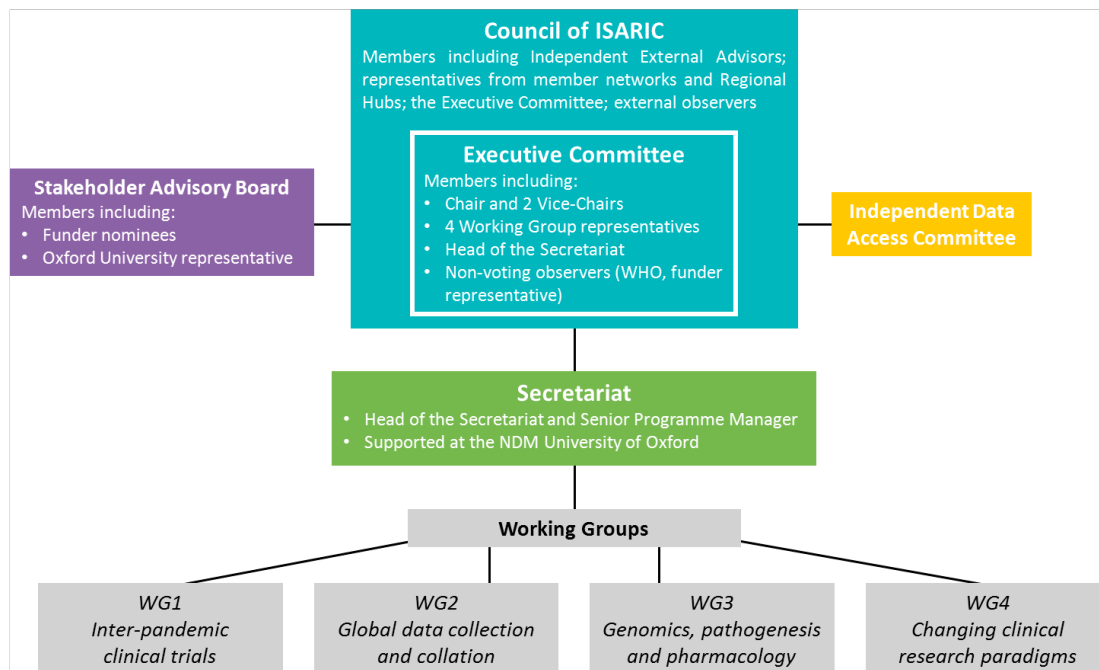 Council of ISARIC
Members including Independent External Advisors;
representatives from member networks and Regional
Hubs; the Executive Committee; external observers
Executive Committee
Members including:
• Chair and 2 Vice-Chairs
• 4 Working Group representatives
• Head of the Secretariat
• Non-voting observers (WHO, funder
representative)
Stakeholder Advisory Board
Members including:
• Funder nominees
• Oxford University representative
Independent Data
Access Committee
Secretariat
• Head of the Secretariat and Senior Programme Manager
• Supported at the NDM University of Oxford
Working Groups
WG1
Inter-pandemic
clinical trials
WG2
Global data collection
and collation
WG3
Genomics, pathogenesis
and pharmacology
WG4
Changing clinical
research paradigms